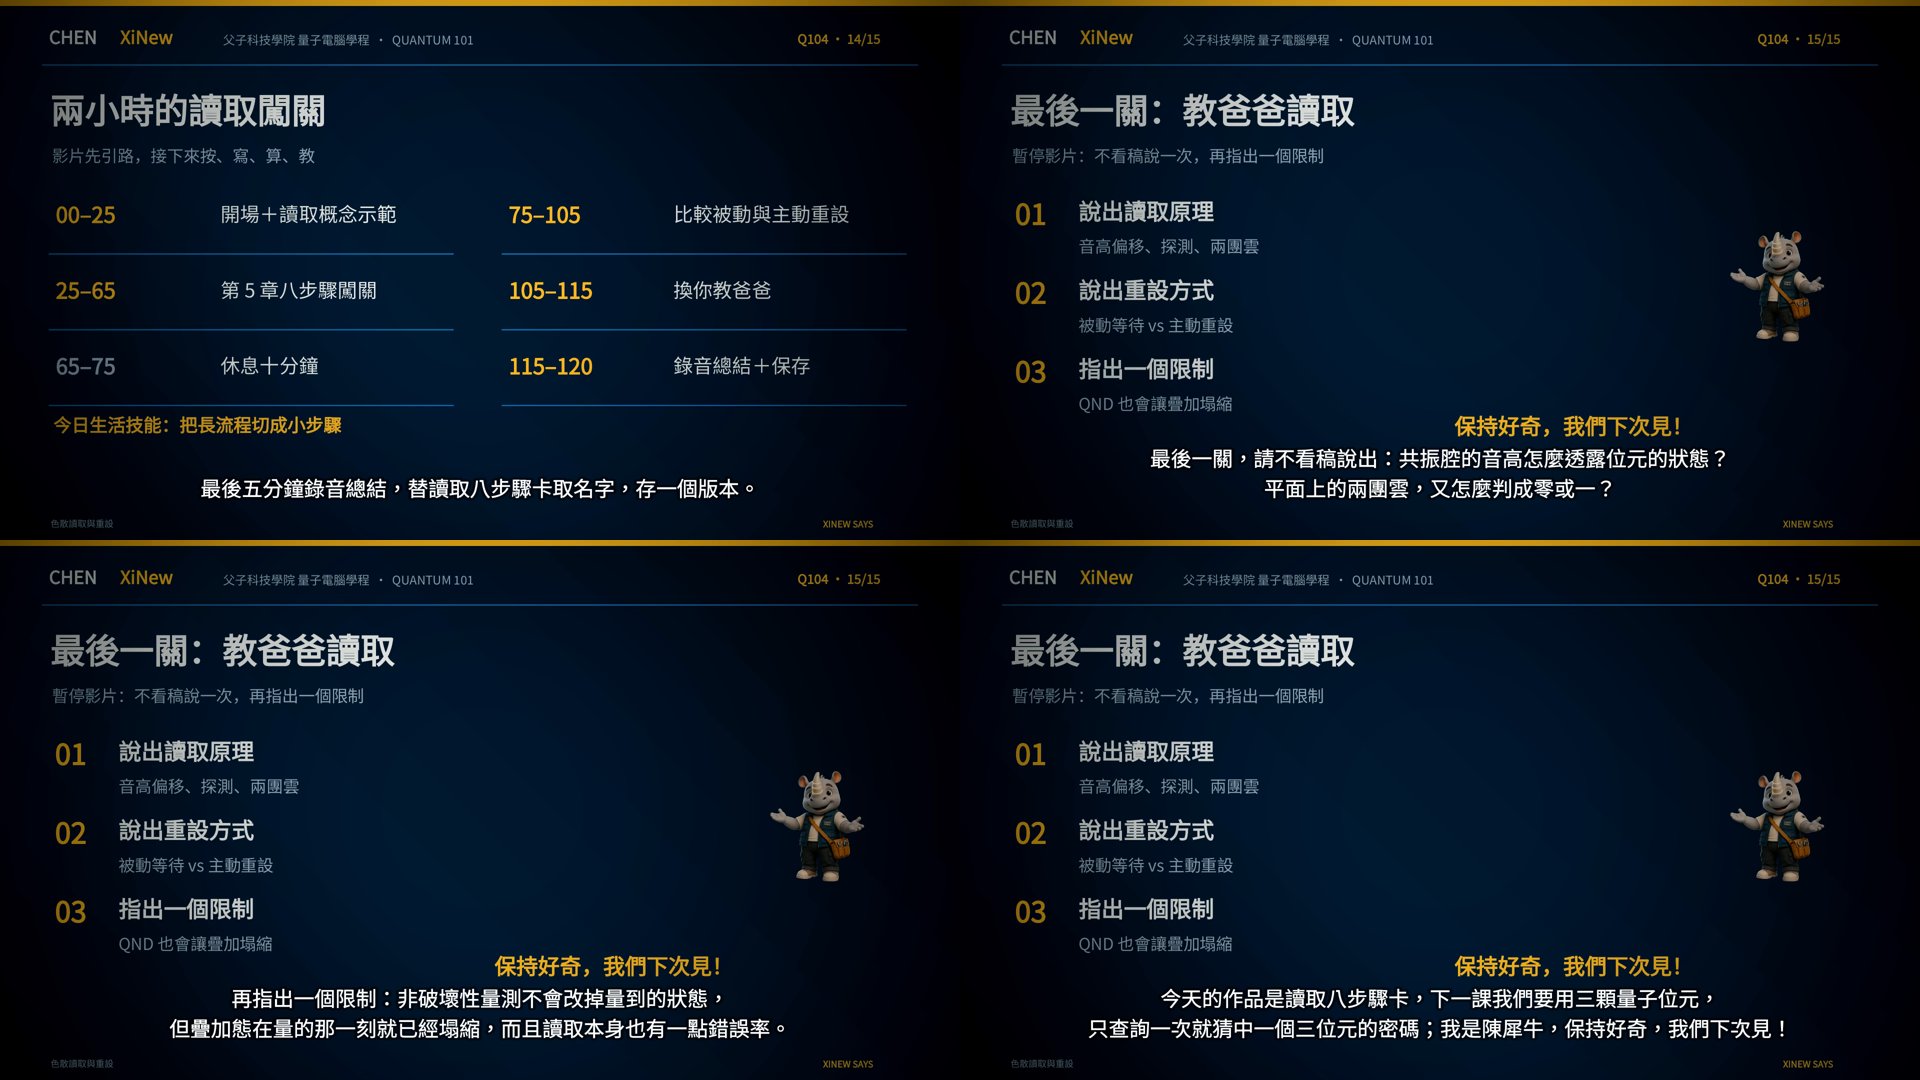 CHEN XiNew 父子科技學院 量子電腦學程 · QUANTUM 101 Q104 · 14/15
兩小時的讀取闖關
影片先引路，接下來按、寫、算、教
00–25 開場＋讀取概念示範 75–105 比較被動與主動重設
25–65 第 5 章八步驟闖關 105–115 換你教爸爸
65–75 休息十分鐘 115–120 錄音總結＋保存
今日生活技能：把長流程切成小步驟
最後五分鐘錄音總結，替讀取八步驟卡取名字，存一個版本。
色散讀取與重設 XINEW SAYS
CHEN XiNew 父子科技學院 量子電腦學程 · QUANTUM 101 Q104 · 15/15
最後一關：教爸爸讀取
暫停影片：不看稿說一次，再指出一個限制
01 說出讀取原理
音高偏移、探測、兩團雲
02 說出重設方式
被動等待 vs 主動重設
03 指出一個限制
QND 也會讓疊加塌縮
保持好奇，我們下次見！
最後一關，請不看稿說出：共振腔的音高怎麼透露位元的狀態？
平面上的兩團雲，又怎麼判成零或一？
色散讀取與重設 XINEW SAYS
CHEN XiNew 父子科技學院 量子電腦學程 · QUANTUM 101 Q104 · 15/15
最後一關：教爸爸讀取
暫停影片：不看稿說一次，再指出一個限制
01 說出讀取原理
音高偏移、探測、兩團雲
02 說出重設方式
被動等待 vs 主動重設
03 指出一個限制
QND 也會讓疊加塌縮
保持好奇，我們下次見！
再指出一個限制：非破壞性量測不會改掉量到的狀態，
但疊加態在量的那一刻就已經塌縮，而且讀取本身也有一點錯誤率。
色散讀取與重設 XINEW SAYS
CHEN XiNew 父子科技學院 量子電腦學程 · QUANTUM 101 Q104 · 15/15
最後一關：教爸爸讀取
暫停影片：不看稿說一次，再指出一個限制
01 說出讀取原理
音高偏移、探測、兩團雲
02 說出重設方式
被動等待 vs 主動重設
03 指出一個限制
QND 也會讓疊加塌縮
保持好奇，我們下次見！
今天的作品是讀取八步驟卡，下一課我們要用三顆量子位元，
只查詢一次就猜中一個三位元的密碼；我是陳犀牛，保持好奇，我們下次見！
色散讀取與重設 XINEW SAYS